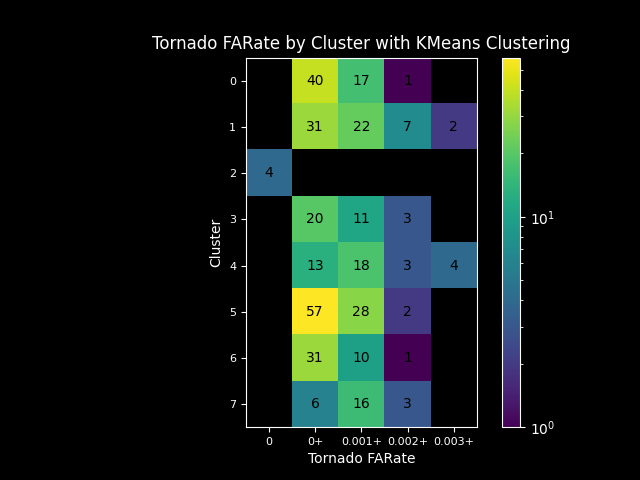 Tornado FARate by Cluster with KMeans Clustering
0 40 17 1
1 31 22 7 2
2 4
3 20 11 3
4 13 18 3 4
5 57 28 2
6 31 10 1
7 6 16 3
Cluster
0 0+ 0.001+ 0.002+ 0.003+
Tornado FARate
10¹
10⁰